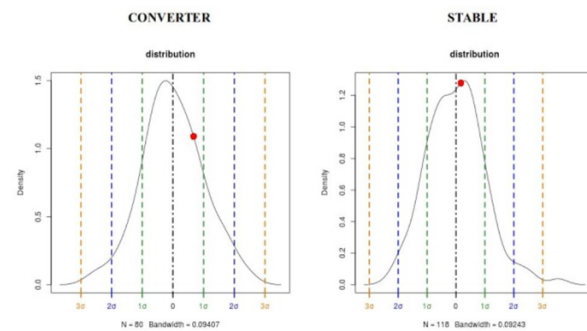 CONVERTER
STABLE
distribution
Density
0.0
0.5
1.0
1.5
3σ 2σ 1σ 0 1σ 2σ 3σ
N = 80 Bandwidth = 0.09407
distribution
Density
0.0
0.2
0.4
0.6
0.8
1.0
1.2
3σ 2σ 1σ 0 1σ 2σ 3σ
N = 118 Bandwidth = 0.09243